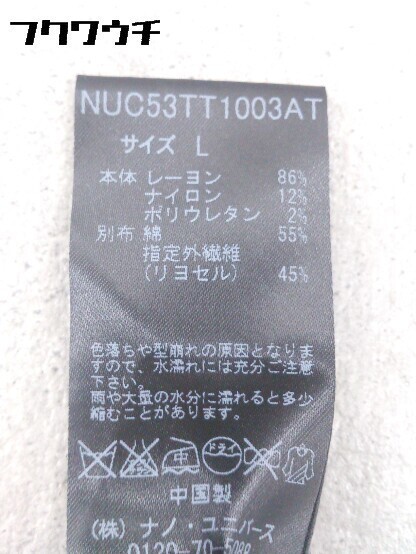 フクワウチ
NUC53TT1003AT
サイズ L
本体 レーヨン 86%
ナイロン 12%
ポリウレタン 2%
別布 綿 55%
指定外繊維
(リヨセル) 45%
色落ちや型崩れの原因となりま
すので、水濡れには充分ご注意
下さい。
雨や大量の水分に濡れると多少
縮むことがあります。
ドライ
中国製
(株) ナノ・ユニバース
0120-70-